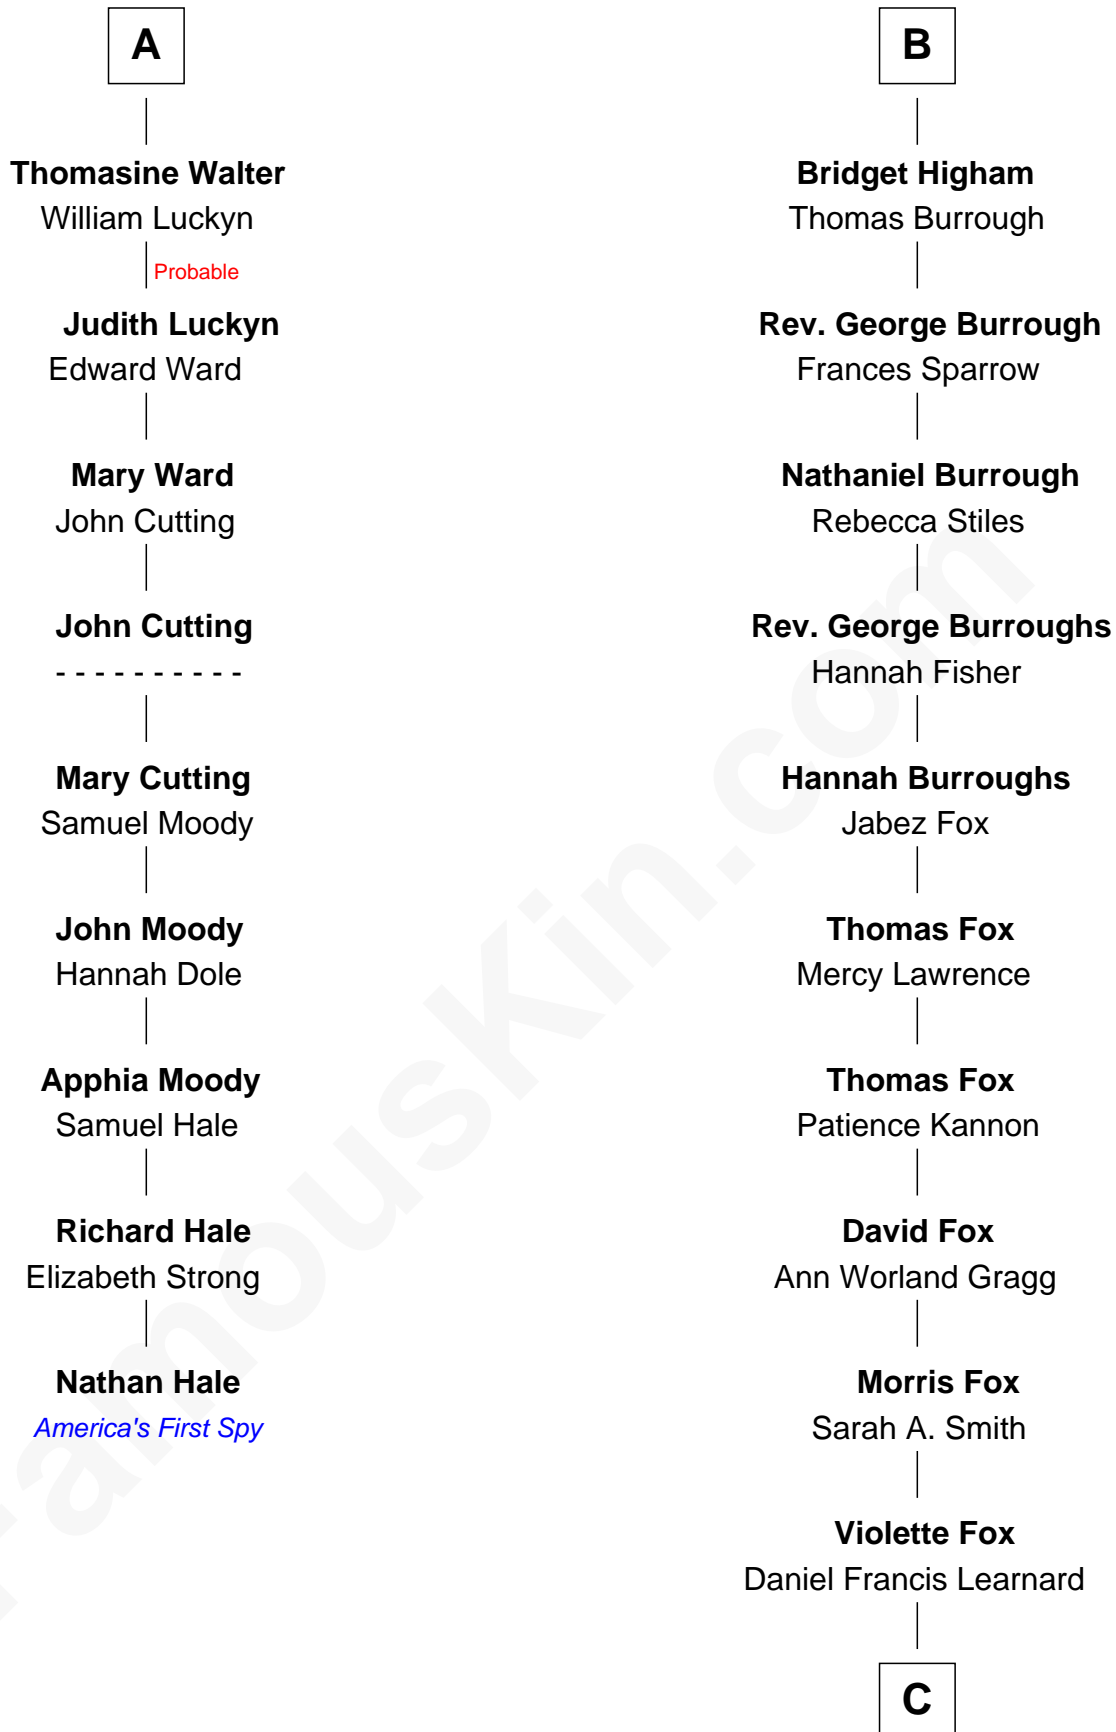 A
Thomasine Walter
William Luckyn
Probable
Judith Luckyn
Edward Ward
Mary Ward
John Cutting
John Cutting
- - - - - - - - - -
Mary Cutting
Samuel Moody
John Moody
Hannah Dole
Apphia Moody
Samuel Hale
Richard Hale
Elizabeth Strong
Nathan Hale
America's First Spy
B
Bridget Higham
Thomas Burrough
Rev. George Burrough
Frances Sparrow
Nathaniel Burrough
Rebecca Stiles
Rev. George Burroughs
Hannah Fisher
Hannah Burroughs
Jabez Fox
Thomas Fox
Mercy Lawrence
Thomas Fox
Patience Kannon
David Fox
Ann Worland Gragg
Morris Fox
Sarah A. Smith
Violette Fox
Daniel Francis Learnard
C
FamousKin.com